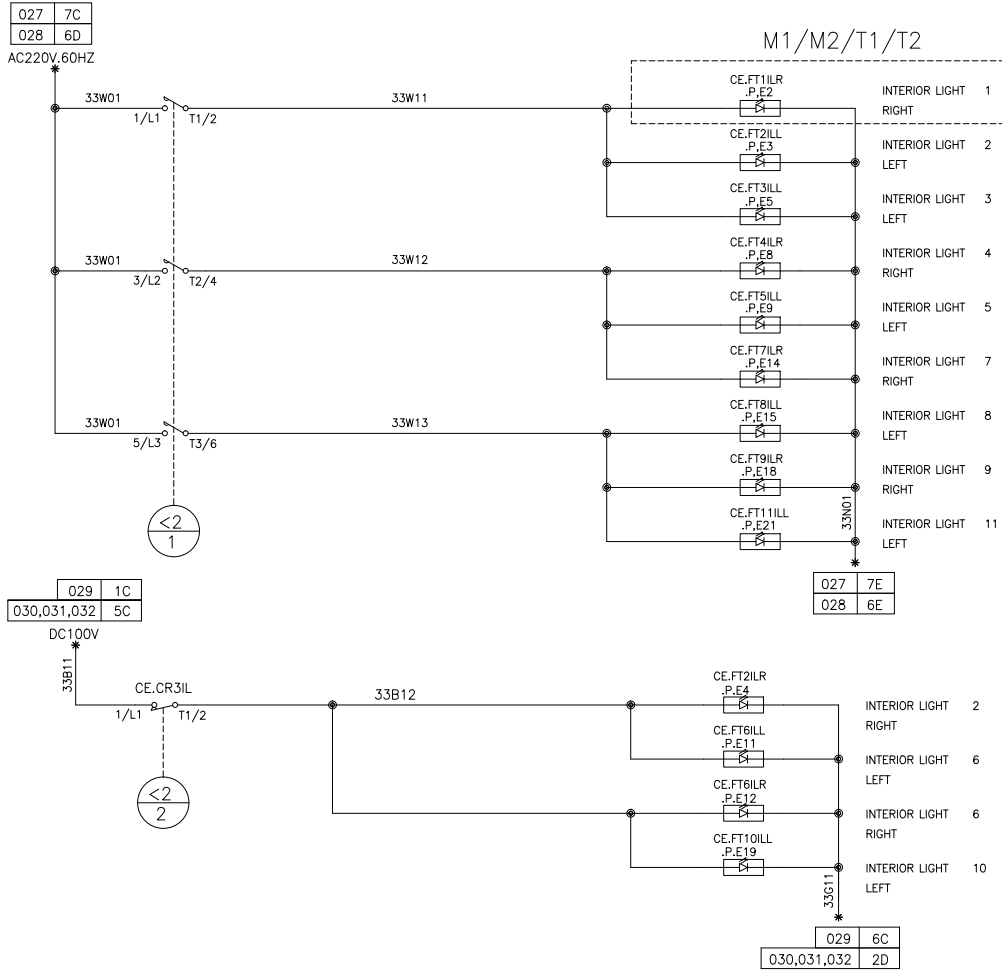 027 7C
028 6D
AC220V.60HZ
M1/M2/T1/T2
33W01
1/L1 T1/2
33W11
CE.FT1ILR
.P,E2
INTERIOR LIGHT 1
RIGHT
CE.FT2ILL
.P,E3
INTERIOR LIGHT 2
LEFT
CE.FT3ILL
.P,E5
INTERIOR LIGHT 3
LEFT
33W01
3/L2 T2/4
33W12
CE.FT4ILR
.P,E8
INTERIOR LIGHT 4
RIGHT
CE.FT5ILL
.P,E9
INTERIOR LIGHT 5
LEFT
CE.FT7ILR
.P,E14
INTERIOR LIGHT 7
RIGHT
33W01
5/L3 T3/6
33W13
CE.FT8ILL
.P,E15
INTERIOR LIGHT 8
LEFT
CE.FT9ILR
.P,E18
INTERIOR LIGHT 9
RIGHT
CE.FT11ILL
.P,E21
INTERIOR LIGHT 11
LEFT
33N01
<2
1
027 7E
028 6E
029 1C
030,031,032 5C
DC100V
33B11
CE.CR3IL
1/L1 T1/2
33B12
CE.FT2ILR
.P.E4
INTERIOR LIGHT 2
RIGHT
CE.FT6ILL
.P.E11
INTERIOR LIGHT 6
LEFT
<2
2
CE.FT6ILR
.P.E12
INTERIOR LIGHT 6
RIGHT
CE.FT10ILL
.P.E19
INTERIOR LIGHT 10
LEFT
33G11
029 6C
030,031,032 2D